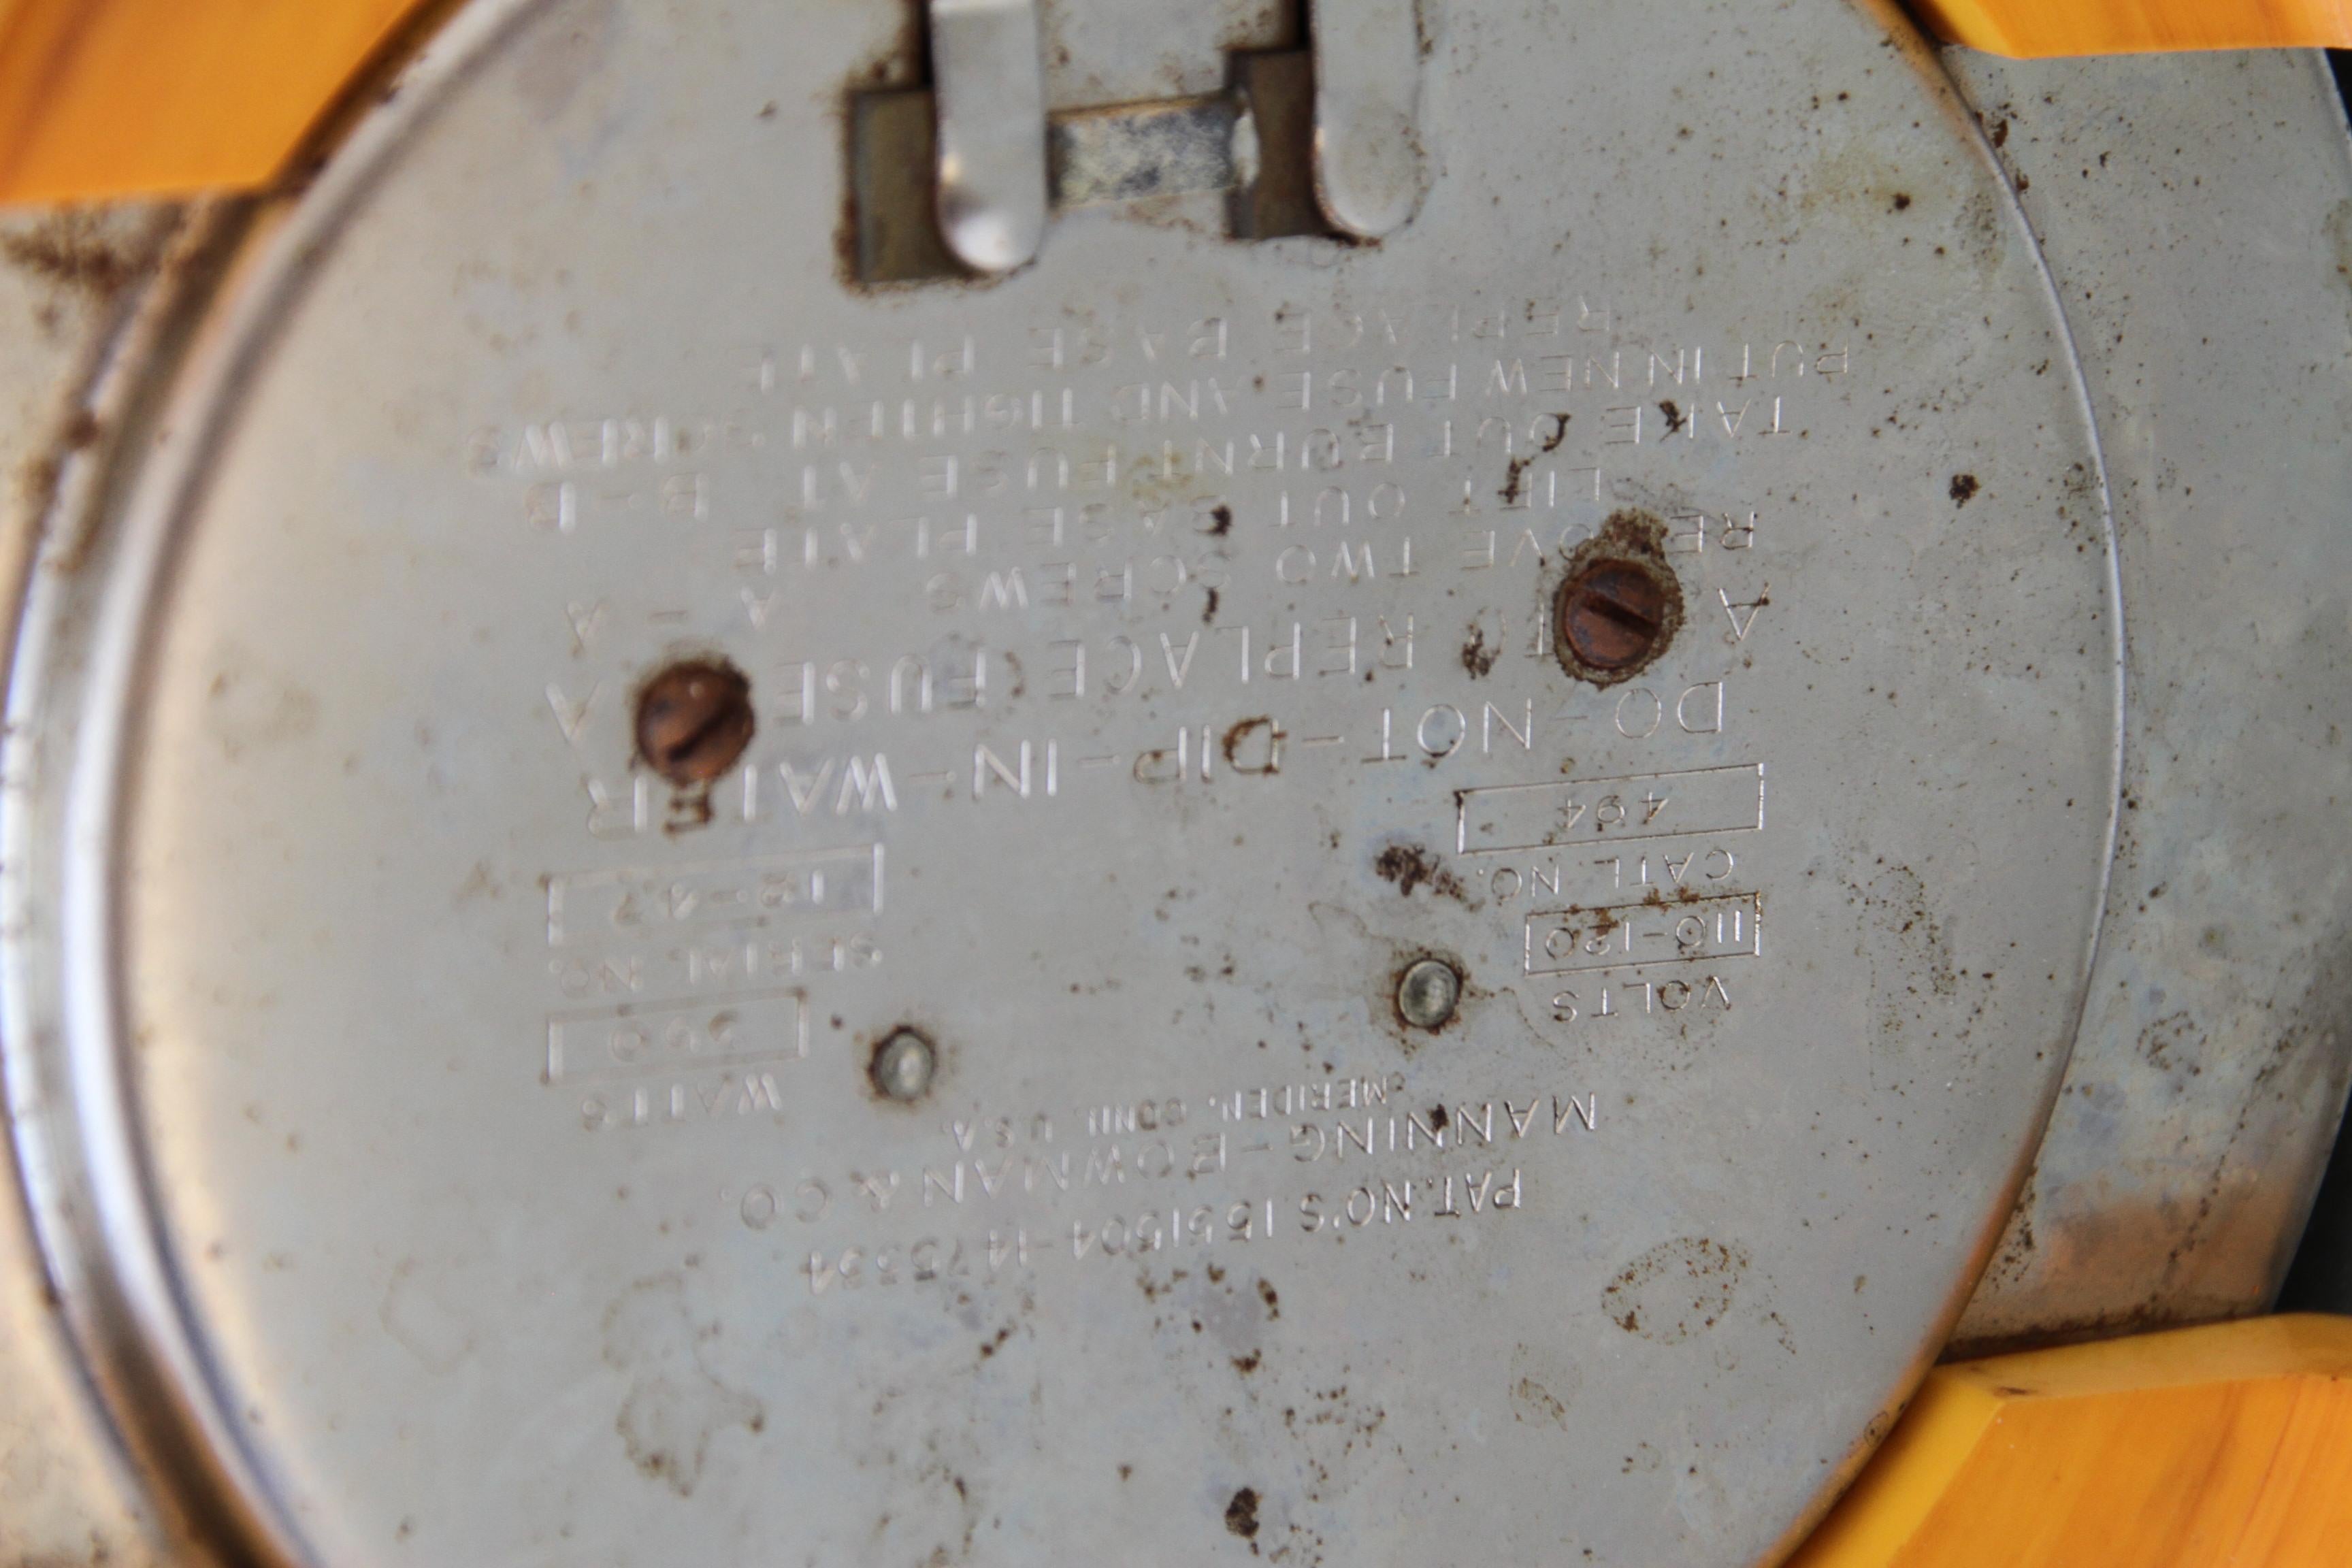 PAT. NO'S 1551504-1475334
MANNING-BOWMAN & CO.
MERIDEN, CONN. U.S.A.
VOLTS WATTS
110-120
CATL. NO. SERIAL NO.
494 12-47
DO-NOT-DIP-IN-WATER
A TO REPLACE FUSE A
REMOVE TWO SCREWS A - A
LIFT OUT BASE PLATE
TAKE OUT BURNT FUSE AT B-B
PUT IN NEW FUSE AND TIGHTEN SCREWS
REPLACE BASE PLATE